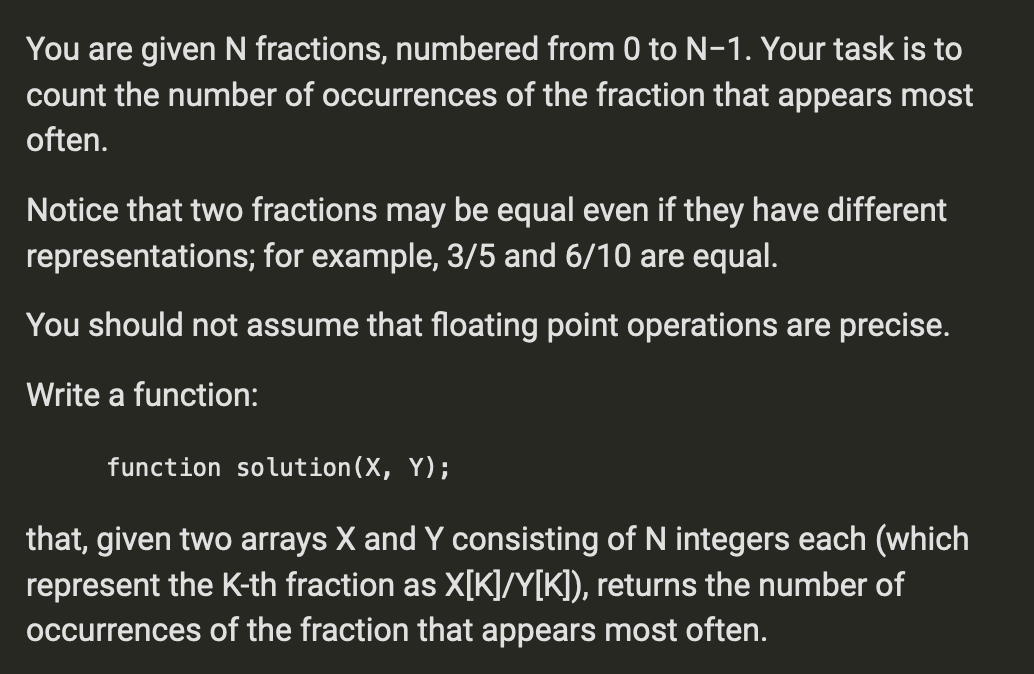 You are given N fractions, numbered from 0 to N−1. Your task is to
count the number of occurrences of the fraction that appears most
often.
Notice that two fractions may be equal even if they have different
representations; for example, 3/5 and 6/10 are equal.
You should not assume that floating point operations are precise.
Write a function:
function solution(X, Y);
that, given two arrays X and Y consisting of N integers each (which
represent the K-th fraction as X[K]/Y[K]), returns the number of
occurrences of the fraction that appears most often.